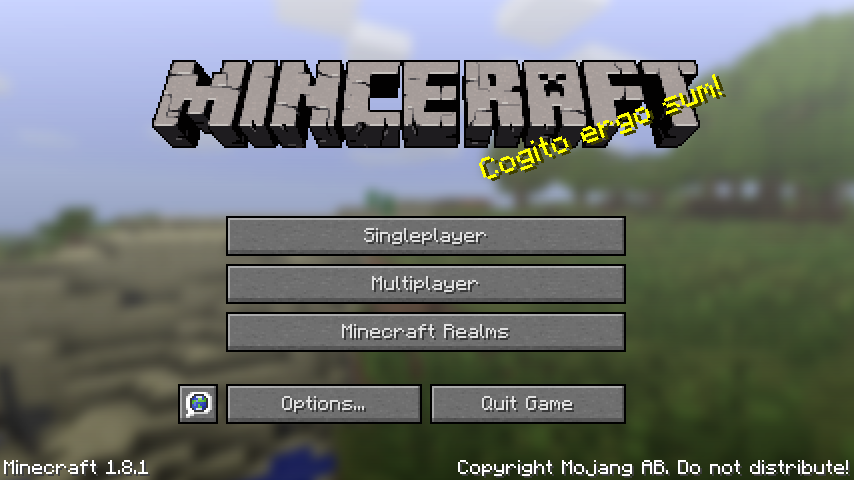 MINCERAFT
Cogito ergo sum!
Singleplayer
Multiplayer
Minecraft Realms
Options...
Quit Game
Minecraft 1.8.1
Copyright Mojang AB. Do not distribute!